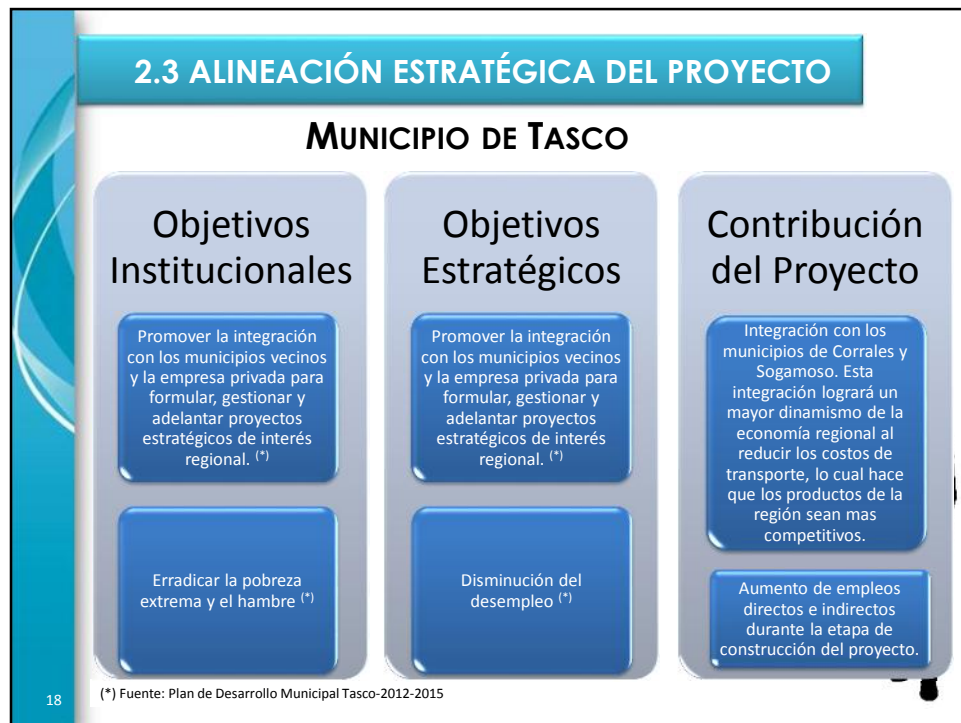 2.3 ALINEACIÓN ESTRATÉGICA DEL PROYECTO
MUNICIPIO DE TASCO
Objetivos
Institucionales
Promover la integración
con los municipios vecinos
y la empresa privada para
formular, gestionar y
adelantar proyectos
estratégicos de interés
regional. (*)
Erradicar la pobreza
extrema y el hambre (*)
Objetivos
Estratégicos
Promover la integración
con los municipios vecinos
y la empresa privada para
formular, gestionar y
adelantar proyectos
estratégicos de interés
regional. (*)
Disminución del
desempleo (*)
Contribución
del Proyecto
Integración con los
municipios de Corrales y
Sogamoso. Esta
integración logrará un
mayor dinamismo de la
economía regional al
reducir los costos de
transporte, lo cual hace
que los productos de la
región sean mas
competitivos.
Aumento de empleos
directos e indirectos
durante la etapa de
construcción del proyecto.
18
(*) Fuente: Plan de Desarrollo Municipal Tasco-2012-2015